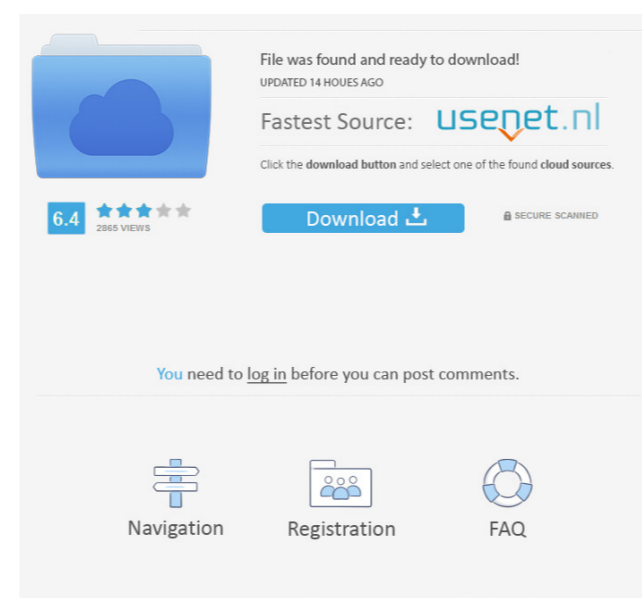 File was found and ready to download!
UPDATED 14 HOUES AGO
Fastest Source: usenet.nl
Click the download button and select one of the found cloud sources.
6.4
2865 VIEWS
Download
SECURE SCANNED
You need to log in before you can post comments.
Navigation
Registration
FAQ